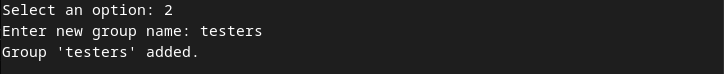 Select an option: 2
Enter new group name: testers
Group 'testers' added.